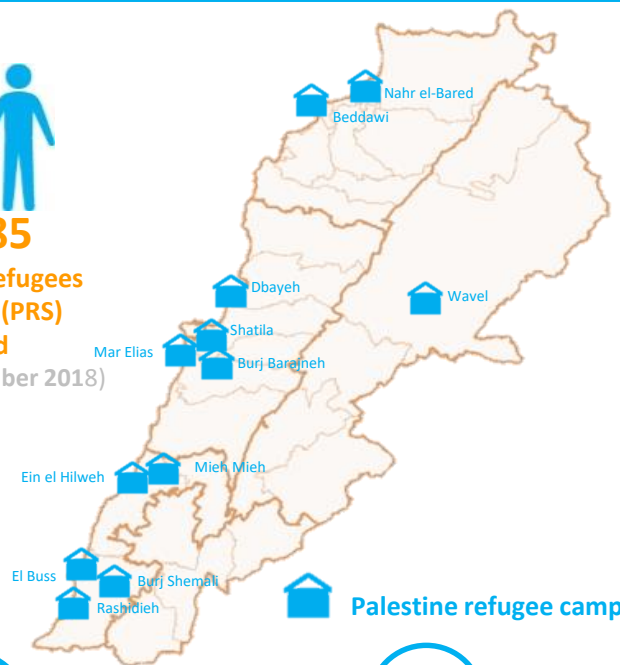 Nahr el-Bared
Beddawi
35
efugees
(PRS)
d
ber 2018)
Dbayeh
Wavel
Shatila
Mar Elias
Burj Barajneh
Mieh Mieh
Ein el Hilweh
El Buss
Burj Shemali
Rashidieh
Palestine refugee camp